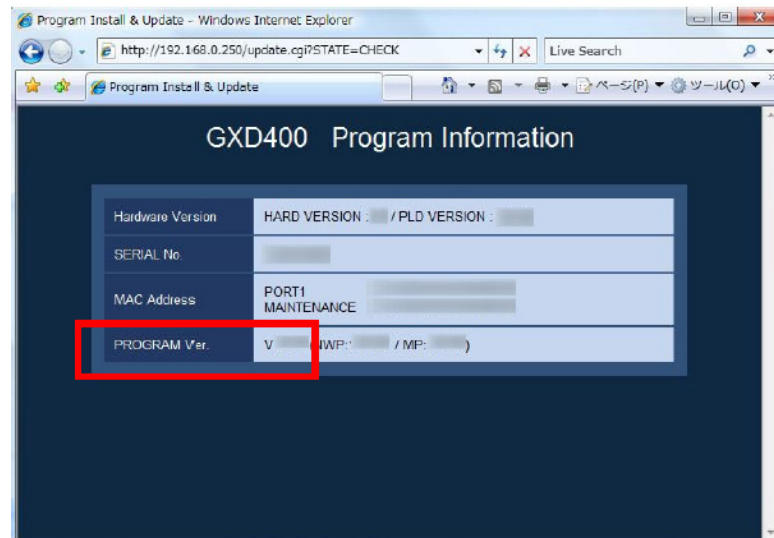 Program Install & Update - Windows Internet Explorer
http://192.168.0.250/update.cgi?STATE=CHECK
Live Search
Program Install & Update
ページ(P)
ツール(O)
GXD400 Program Information
Hardware Version
HARD VERSION : / PLD VERSION :
SERIAL No.
MAC Address
PORT1
MAINTENANCE
PROGRAM Ver.
V (NWP: / MP: )